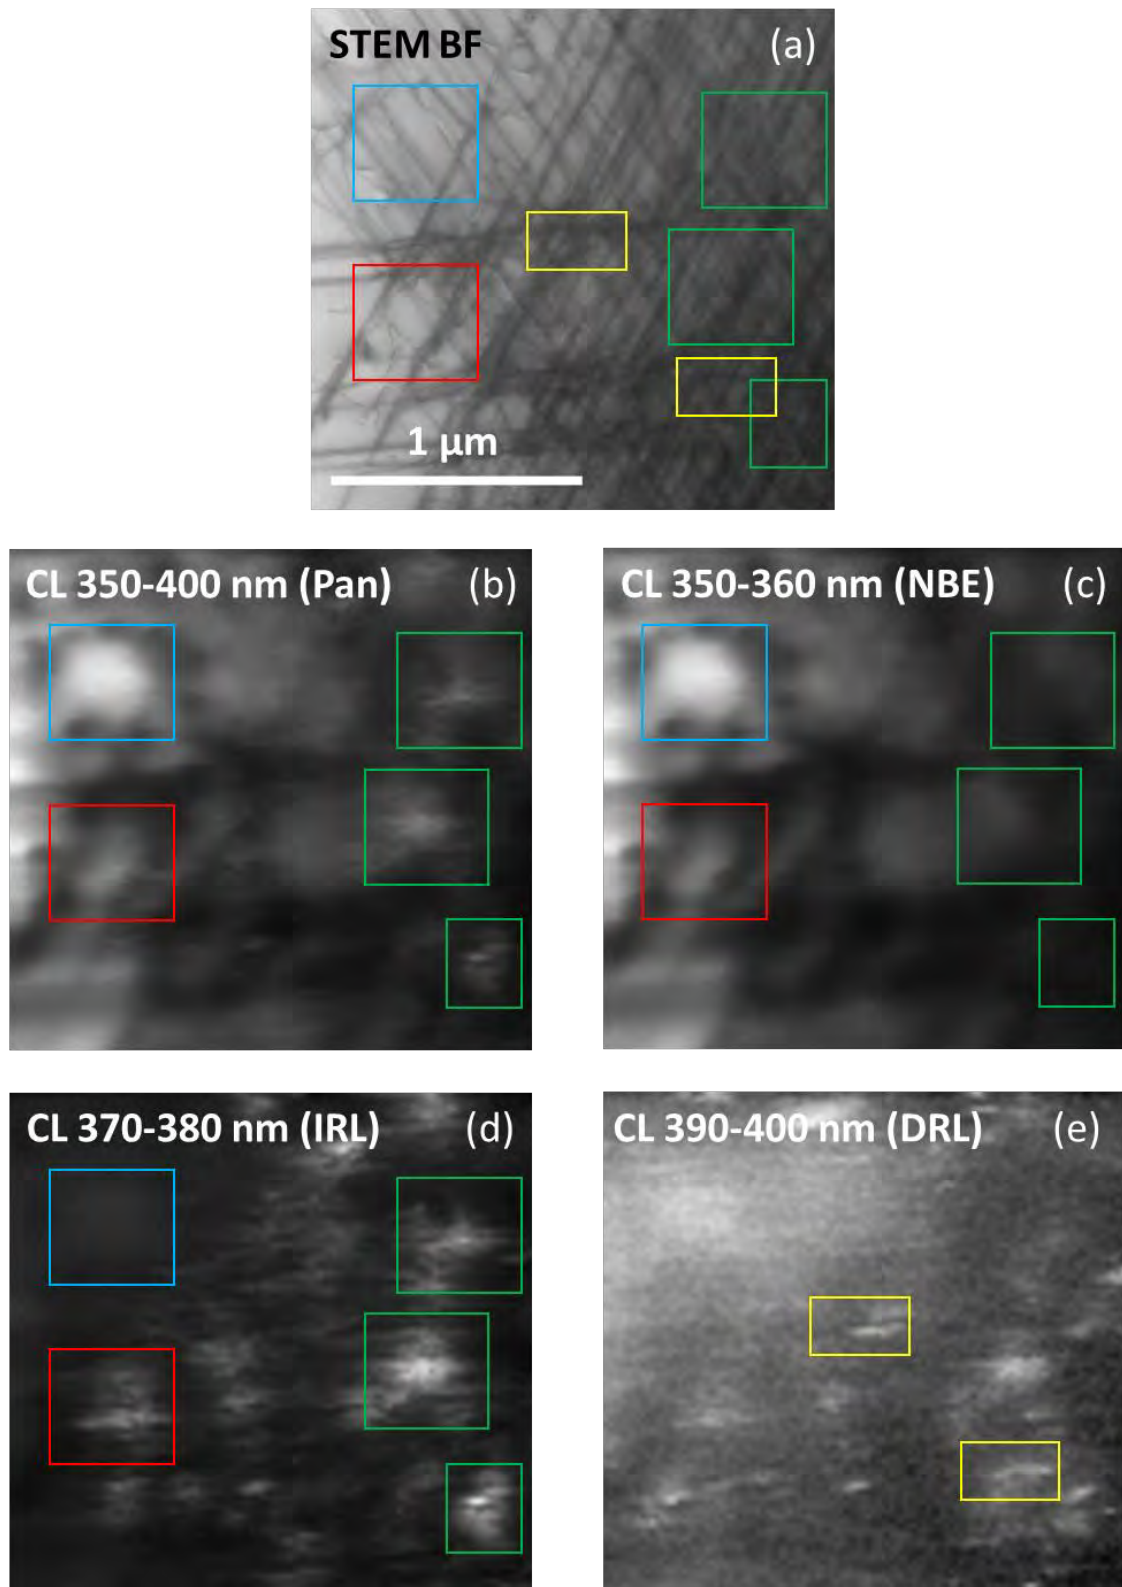 STEM BF (a)
1 µm
CL 350-400 nm (Pan) (b)
CL 350-360 nm (NBE) (c)
CL 370-380 nm (IRL) (d)
CL 390-400 nm (DRL) (e)